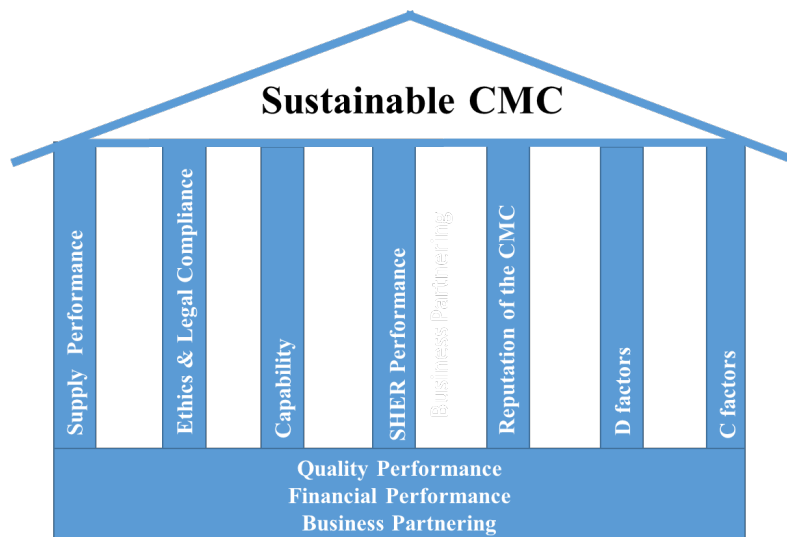 Sustainable CMC
Supply Performance
Ethics & Legal Compliance
Capability
SHER Performance
Business Partnering
Reputation of the CMC
D factors
C factors
Quality Performance
Financial Performance
Business Partnering